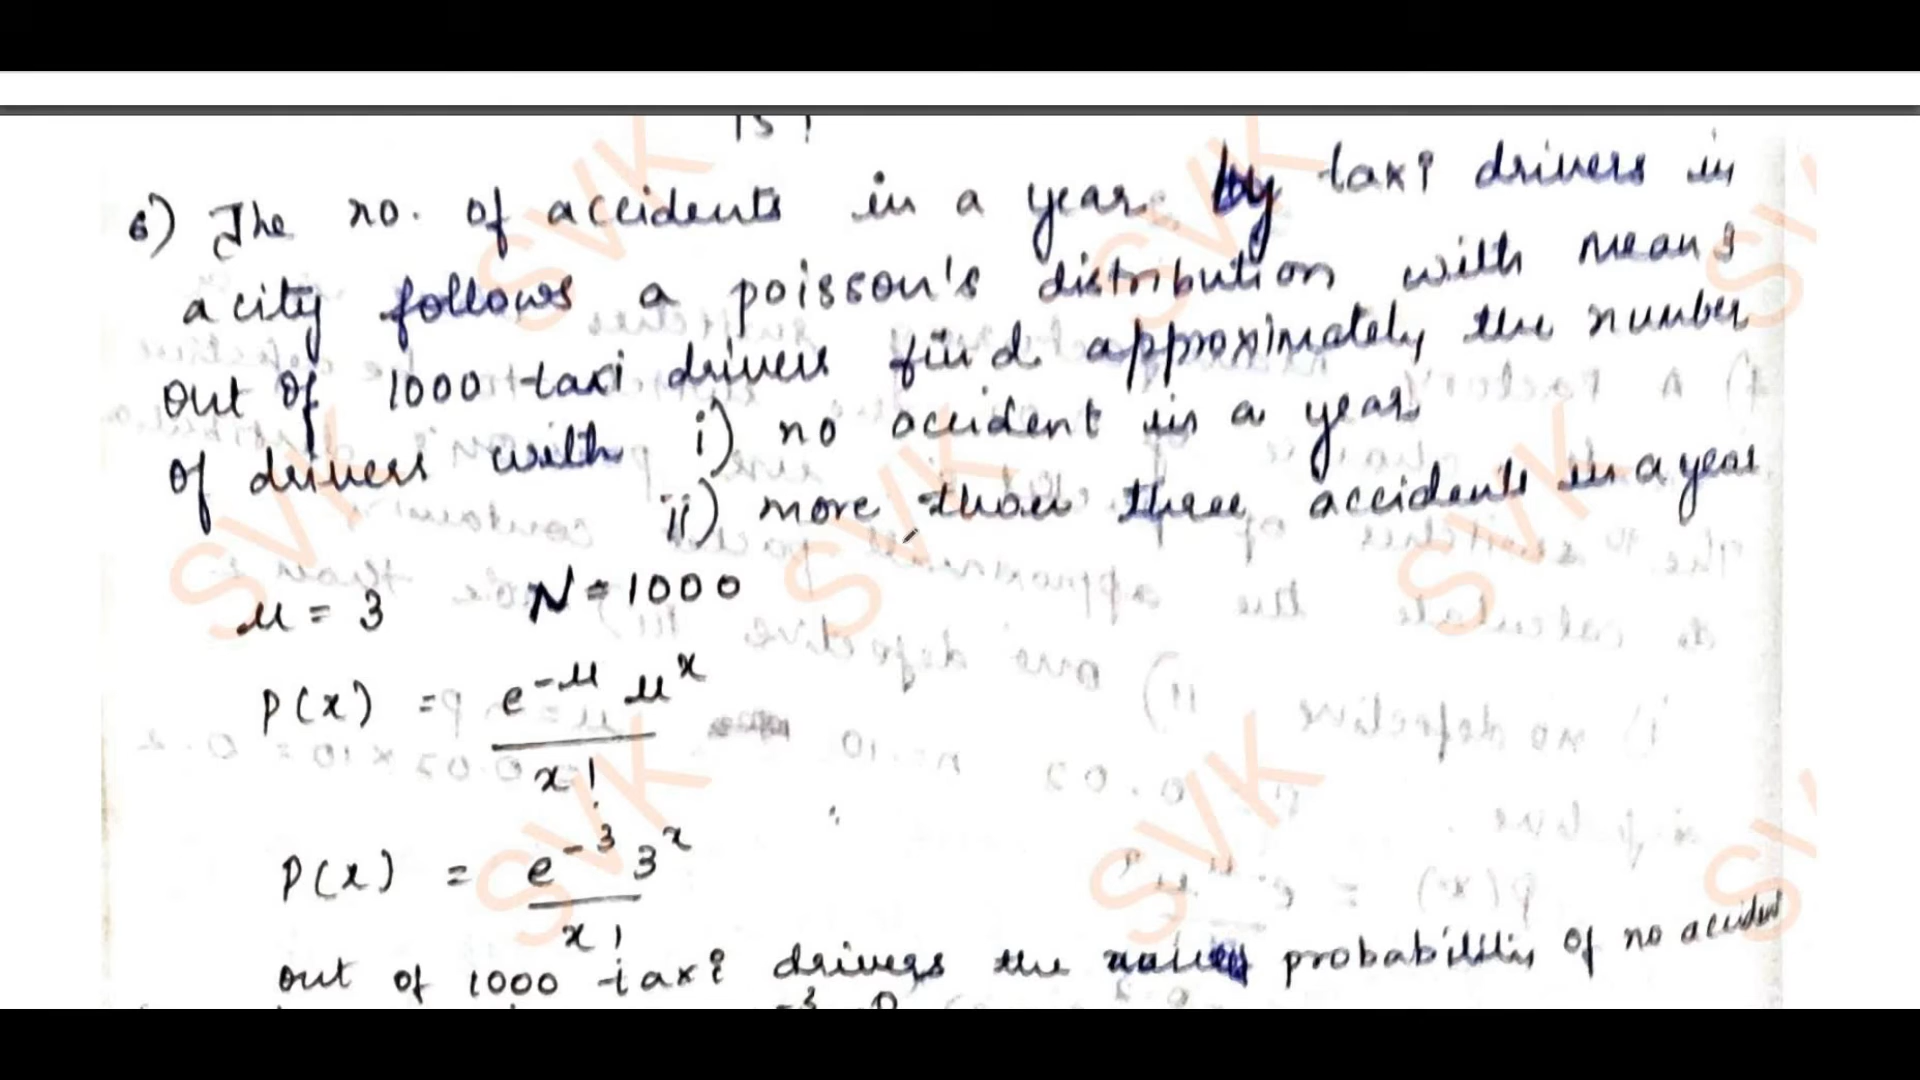 6) The no. of accidents in a year by taxi drivers in
a city follows a poisson's distribution with mean 3
out of 1000 taxi drivers find approximately the number
of drivers with i) no accident in a year
ii) more than three accidents in a year
μ = 3 N = 1000
P(x) = e^-μ μ^x
x!
P(x) = e^-3 3^x
x!
out of 1000 taxi drivers the probability of no accident
SVK